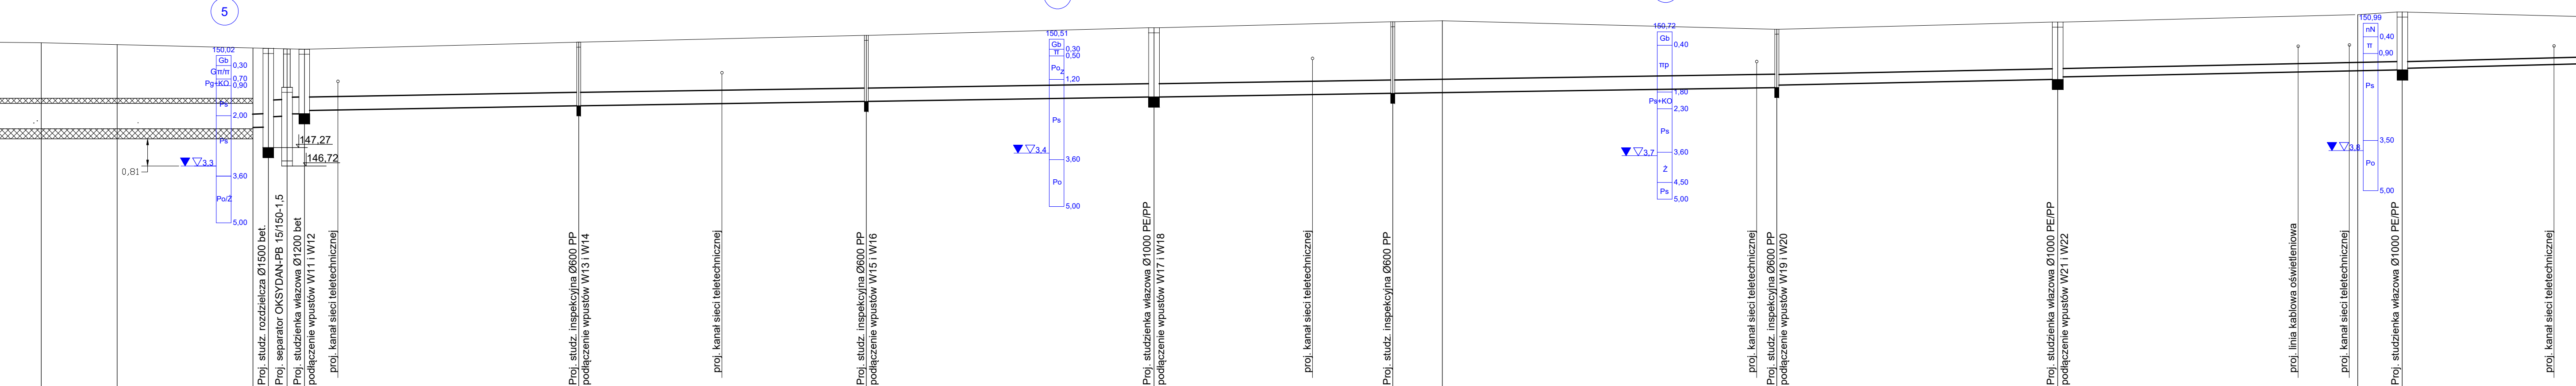 5
150,02
Gb
0,30
Gπ/π
0,70
Pg+KO
0,90
Ps
2,00
Ps
3,3
3,60
Po/Ż
5,00
0,81
147,27
146,72
Proj. studz. rozdzielcza Ø1500 bet.
Proj. separator OKSYDAN-PB 15/150-1,5
Proj. studzienka włazowa Ø1200 bet
podłączenie wpustów W11 i W12
proj. kanał sieci teletechnicznej
Proj. studz. inspekcyjna Ø600 PP
podłączenie wpustów W13 i W14
proj. kanał sieci teletechnicznej
Proj. studz. inspekcyjna Ø600 PP
podłączenie wpustów W15 i W16
150,51
Gb
0,30
π
0,50
Po
Z
1,20
Ps
3,4
3,60
Po
5,00
Proj. studzienka włazowa Ø1000 PE/PP
podłączenie wpustów W17 i W18
proj. kanał sieci teletechnicznej
Proj. studz. inspekcyjna Ø600 PP
150,72
Gb
0,40
πp
1,80
Ps+KO
2,30
Ps
3,7
3,60
Ż
4,50
Ps
5,00
proj. kanał sieci teletechnicznej
Proj. studz. inspekcyjna Ø600 PP
podłączenie wpustów W19 i W20
Proj. studzienka włazowa Ø1000 PE/PP
podłączenie wpustów W21 i W22
proj. linia kablowa oświetleniowa
proj. kanał sieci teletechnicznej
150,99
nN
0,40
π
0,90
Ps
3,50
3,8
Po
5,00
Proj. studzienka włazowa Ø1000 PE/PP
proj. kanał sieci teletechnicznej